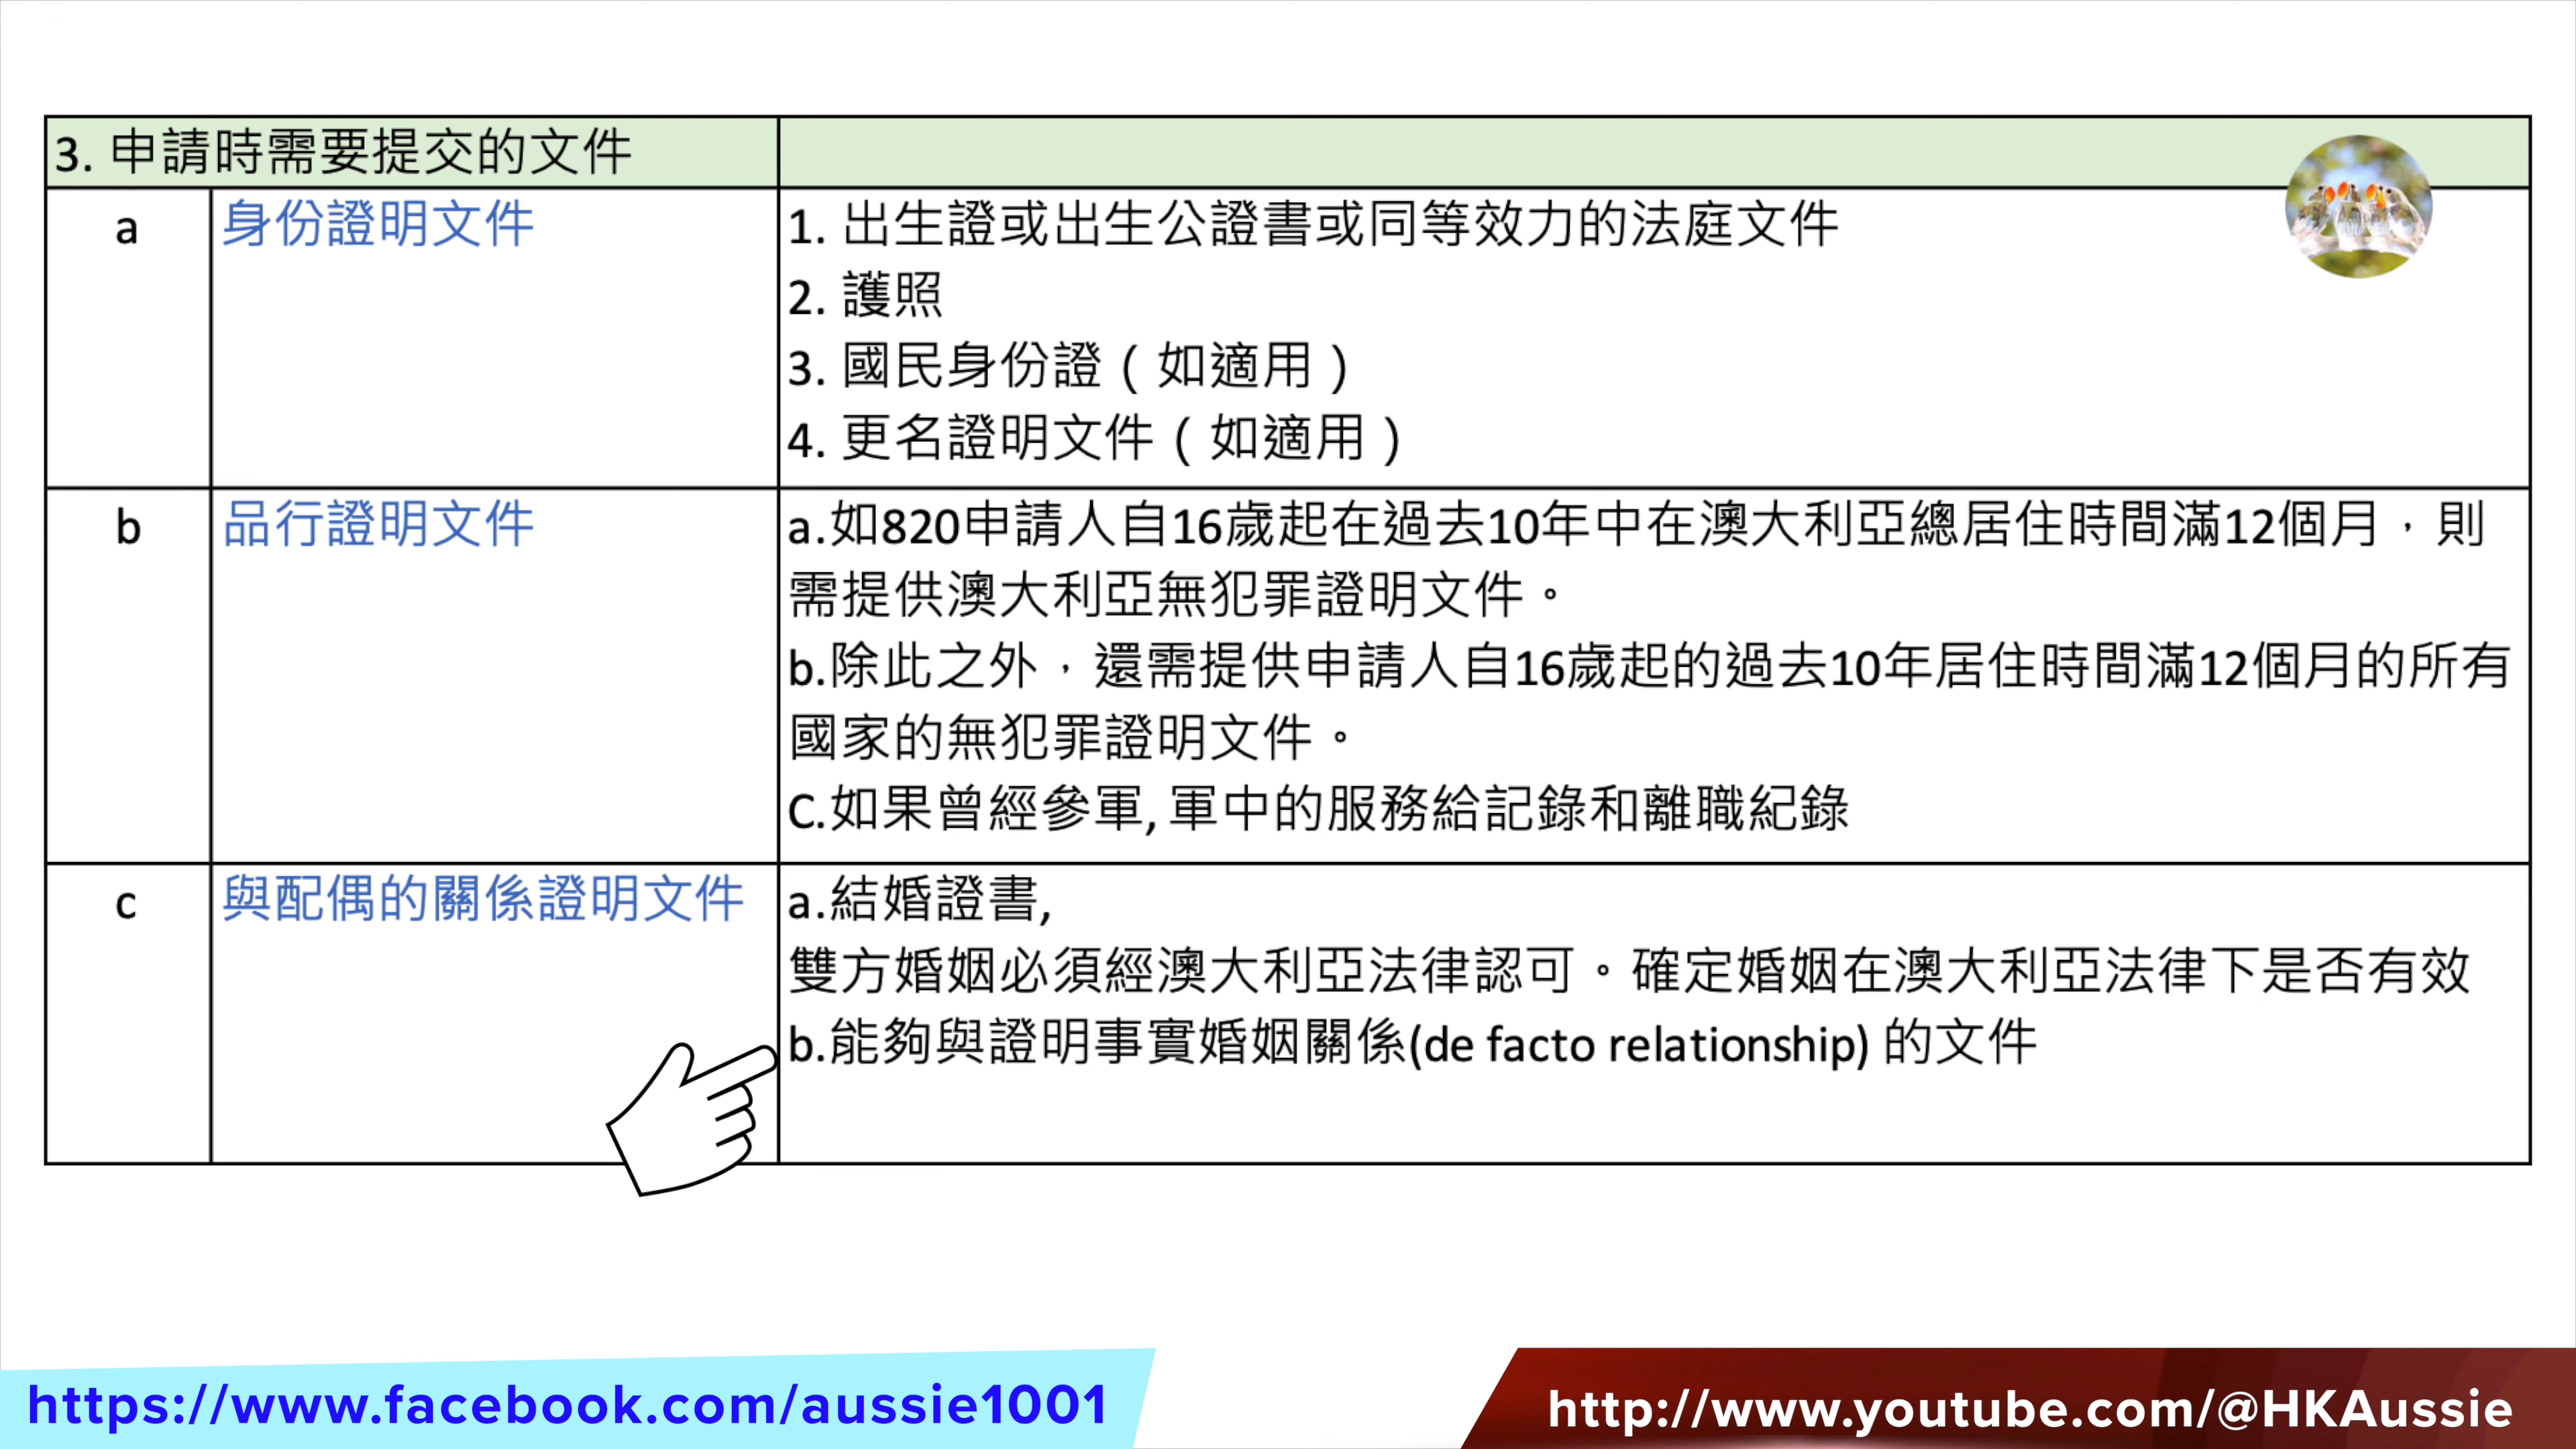 3. 申請時需要提交的文件
a
身份證明文件
1. 出生證或出生公證書或同等效力的法庭文件
2. 護照
3. 國民身份證（如適用）
4. 更名證明文件（如適用）
b
品行證明文件
a.如820申請人自16歲起在過去10年中在澳大利亞總居住時間滿12個月，則
需提供澳大利亞無犯罪證明文件。
b.除此之外，還需提供申請人自16歲起的過去10年居住時間滿12個月的所有
國家的無犯罪證明文件。
C.如果曾經參軍, 軍中的服務給記錄和離職紀錄
c
與配偶的關係證明文件
a.結婚證書,
雙方婚姻必須經澳大利亞法律認可。確定婚姻在澳大利亞法律下是否有效
b.能夠與證明事實婚姻關係(de facto relationship) 的文件
https://www.facebook.com/aussie1001
http://www.youtube.com/@HKAussie